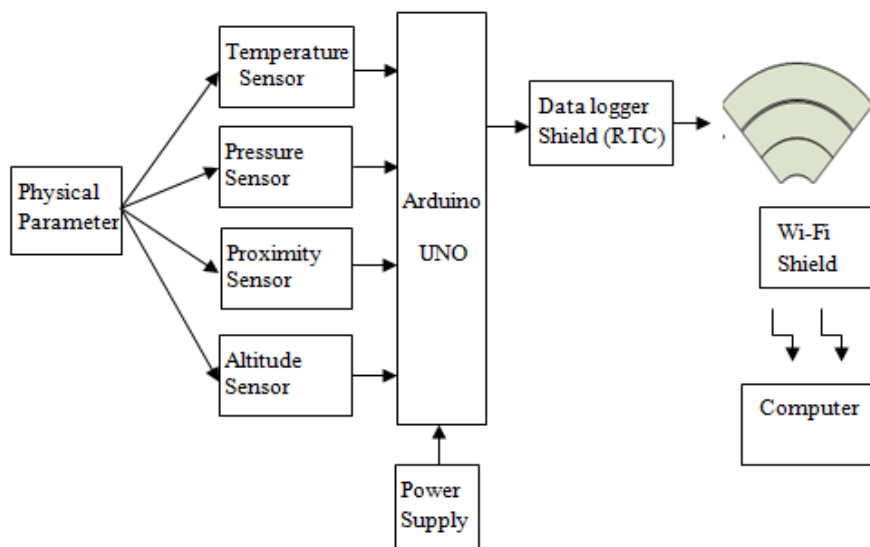 Temperature
Sensor
Pressure
Sensor
Physical
Parameter
Proximity
Sensor
Altitude
Sensor
Arduino
UNO
Power
Supply
Data logger
Shield (RTC)
Wi-Fi
Shield
Computer